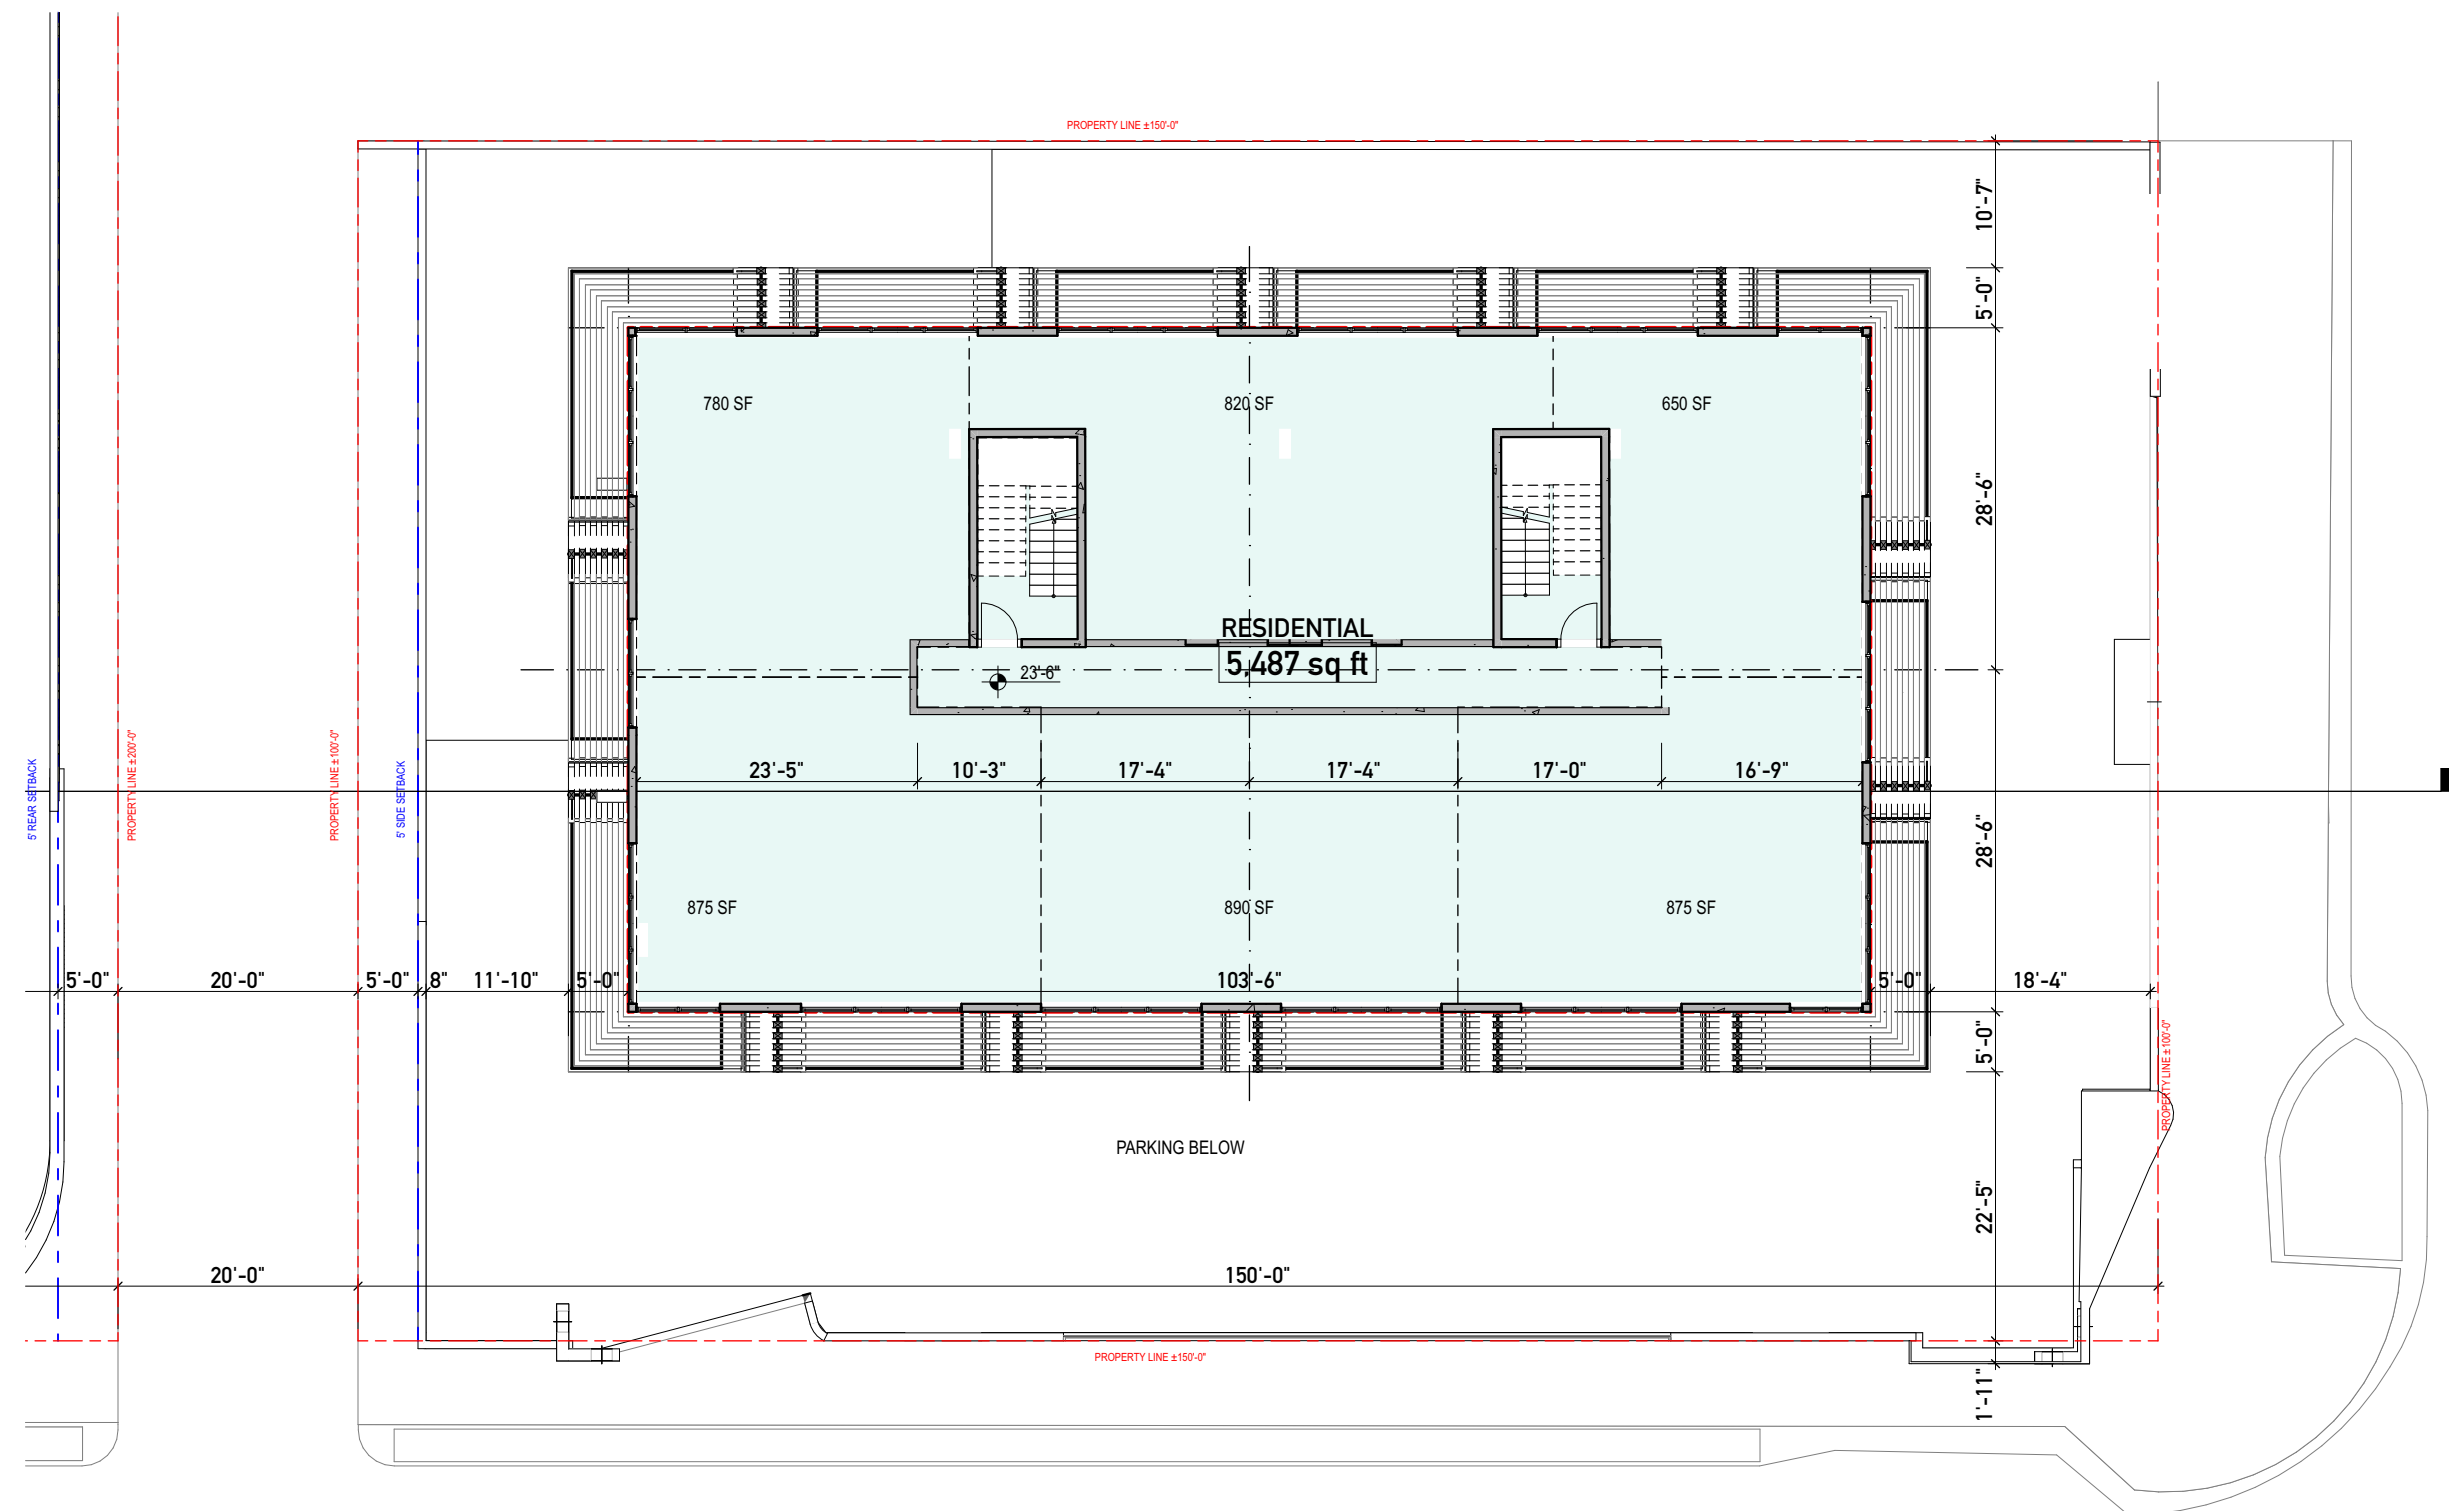 PROPERTY LINE ±150'-0"
10'-7"
5'-0"
780 SF
820 SF
650 SF
28'-6"
RESIDENTIAL
5,487 sq ft
23'-6"
5' REAR SETBACK
PROPERTY LINE ±200'-0"
PROPERTY LINE ±100'-0"
5' SIDE SETBACK
23'-5"
10'-3"
17'-4"
17'-4"
17'-0"
16'-9"
28'-6"
875 SF
890 SF
875 SF
5'-0"
20'-0"
5'-0"
8"
11'-10"
5'-0"
103'-6"
5'-0"
18'-4"
5'-0"
PROPERTY LINE ±100'-0"
PARKING BELOW
22'-5"
20'-0"
150'-0"
PROPERTY LINE ±150'-0"
1'-11"